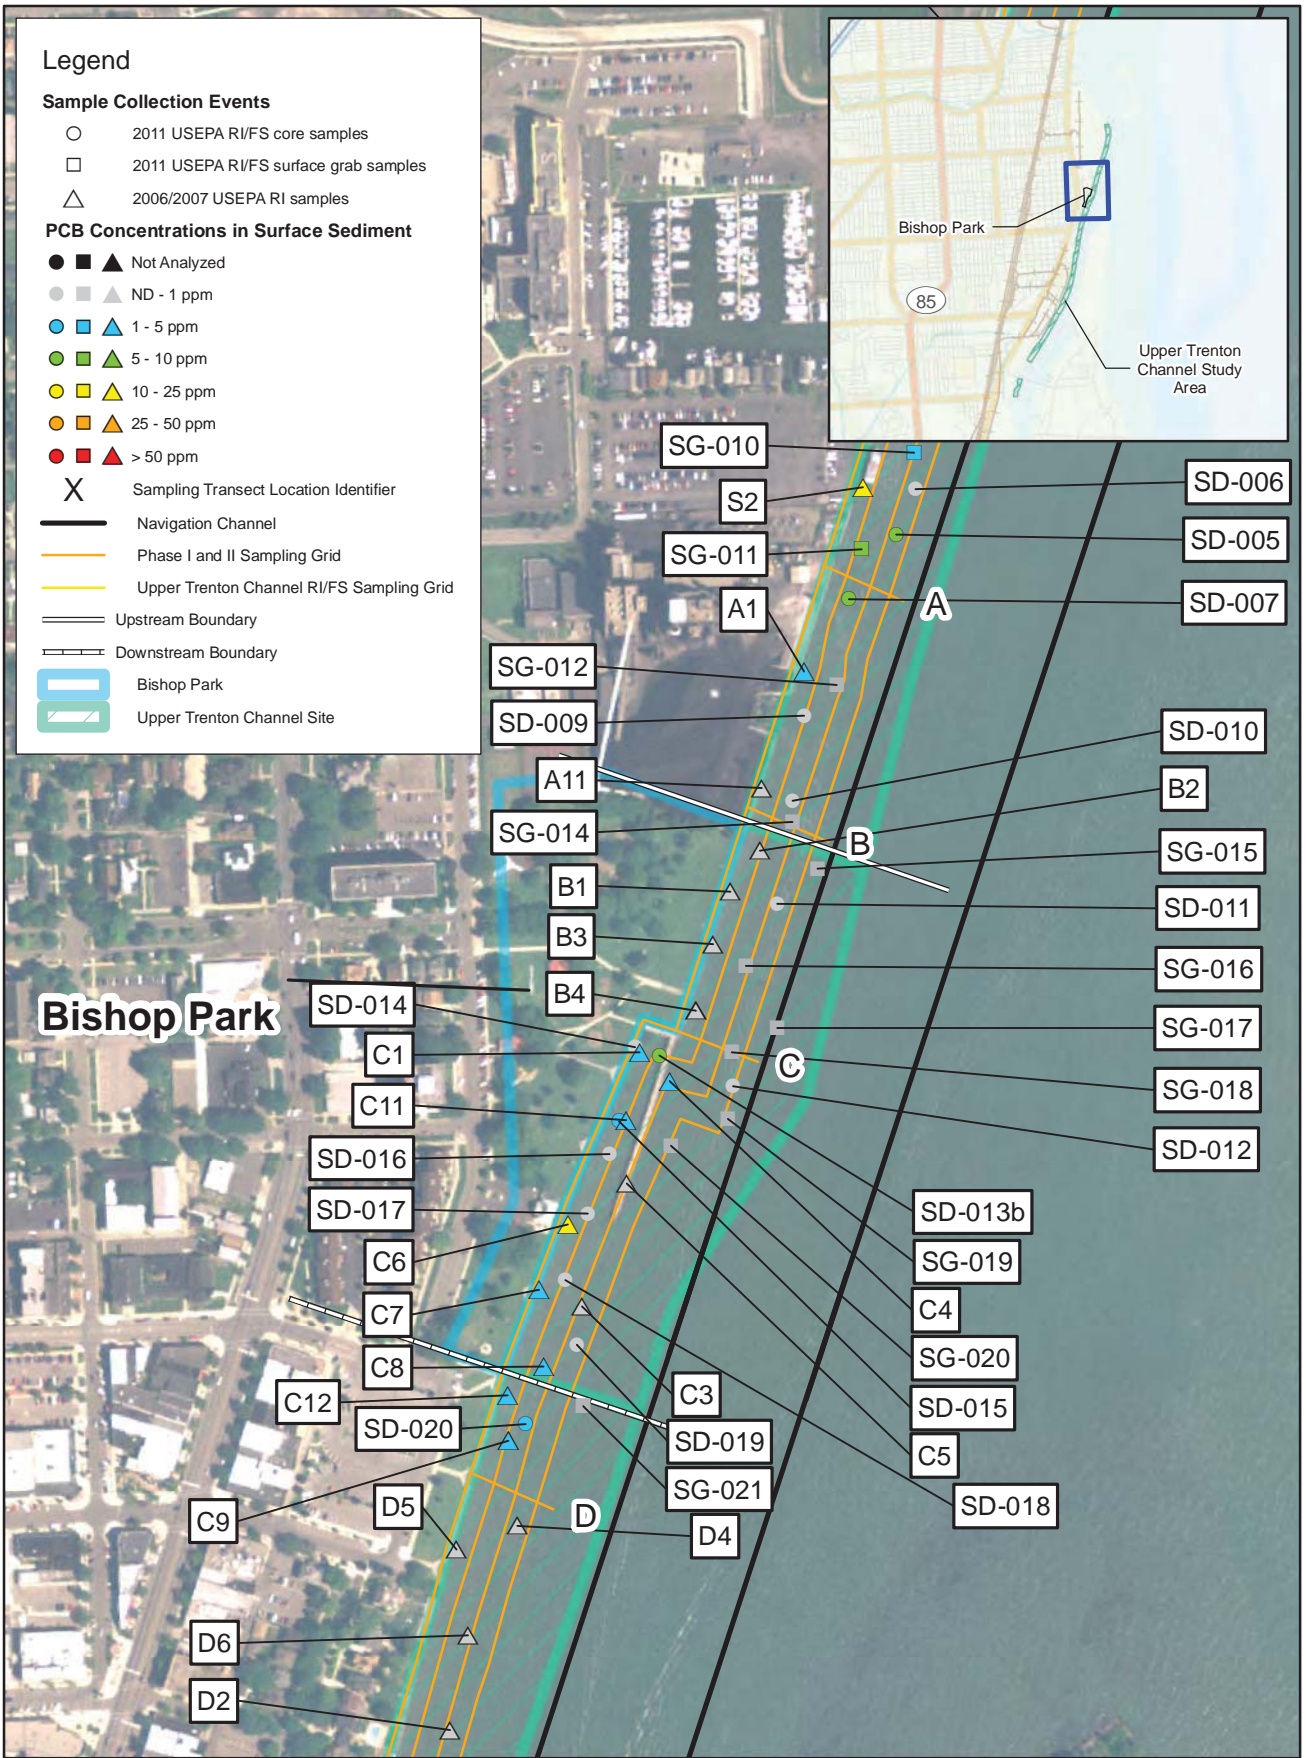 Legend
Sample Collection Events
2011 USEPA RI/FS core samples
2011 USEPA RI/FS surface grab samples
2006/2007 USEPA RI samples
PCB Concentrations in Surface Sediment
Not Analyzed
ND - 1 ppm
1 - 5 ppm
5 - 10 ppm
10 - 25 ppm
25 - 50 ppm
> 50 ppm
X Sampling Transect Location Identifier
Navigation Channel
Phase I and II Sampling Grid
Upper Trenton Channel RI/FS Sampling Grid
Upstream Boundary
Downstream Boundary
Bishop Park
Upper Trenton Channel Site
Bishop Park
85
Upper Trenton
Channel Study
Area
SG-010
S2
SG-011
A1
SG-012
SD-009
A11
SG-014
B1
B3
B4
SD-014
C1
C11
SD-016
SD-017
C6
C7
C8
C12
SD-020
C9
D5
D6
D2
Bishop Park
A
B
C
D
SD-006
SD-005
SD-007
SD-010
B2
SG-015
SD-011
SG-016
SG-017
SG-018
SD-012
SD-013b
SG-019
C4
SG-020
SD-015
C5
SD-018
C3
SD-019
SG-021
D4